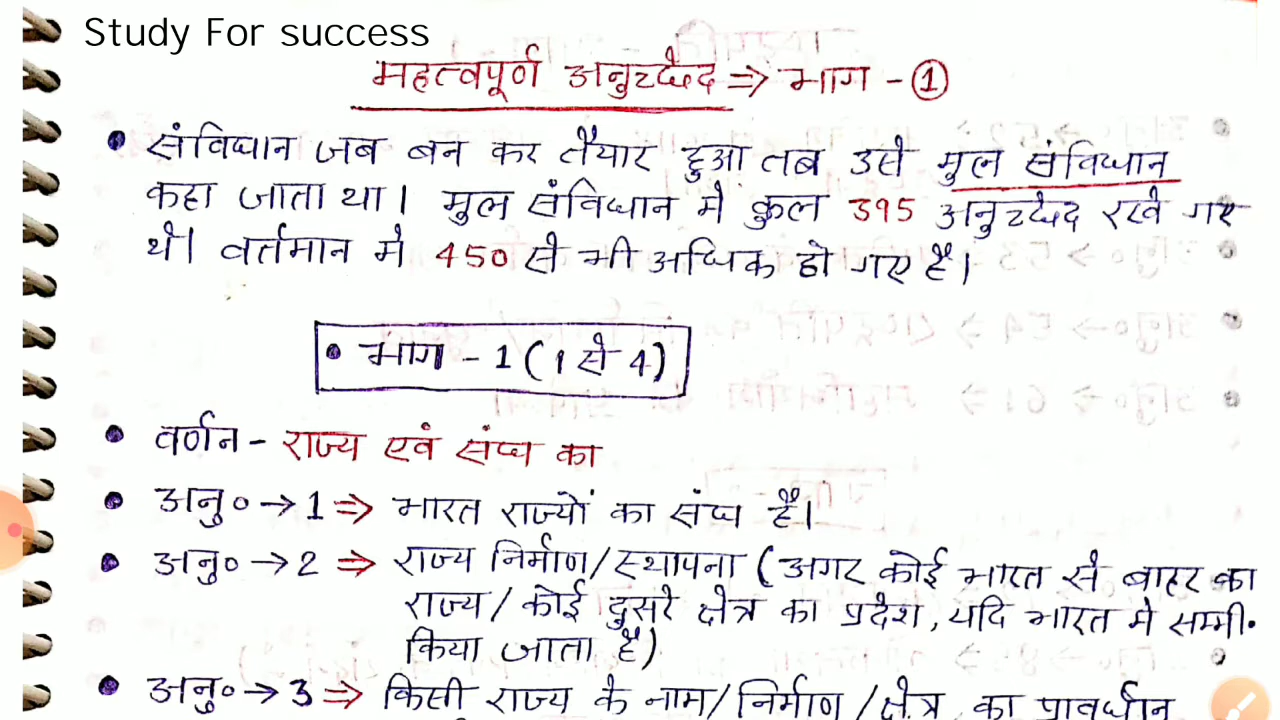 Study For success
महत्वपूर्ण अनुच्छेद ⇒ भाग - ①
• संविधान जब बन कर तैयार हुआ तब उसे मुल संविधान
कहा जाता था। मुल संविधान मे कुल 395 अनुच्छेद रखे गए
थे। वर्तमान मे 450 से भी अधिक हो गए है।
• भाग - 1 (1 से 4)
• वर्णन - राज्य एवं संघ का
• अनु० → 1 ⇒ भारत राज्यों का संघ है।
• अनु० → 2 ⇒ राज्य निर्माण/स्थापना (अगर कोई भारत से बाहर का
राज्य/कोई दुसरे क्षेत्र का प्रदेश, यदि भारत मे सम्मी.
किया जाता है)
• अनु० → 3 ⇒ किसी राज्य के नाम/निर्माण/क्षेत्र का प्रावधान